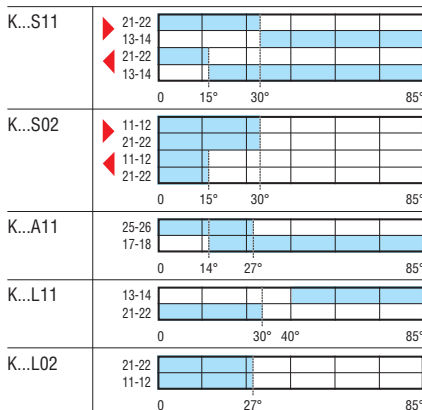 K...S11
21-22
13-14
21-22
13-14
0 15° 30° 85°
K...S02
11-12
21-22
11-12
21-22
0 15° 30° 85°
K...A11
25-26
17-18
0 14° 27° 85°
K...L11
13-14
21-22
0 30° 40° 85°
K...L02
21-22
11-12
0 27° 85°